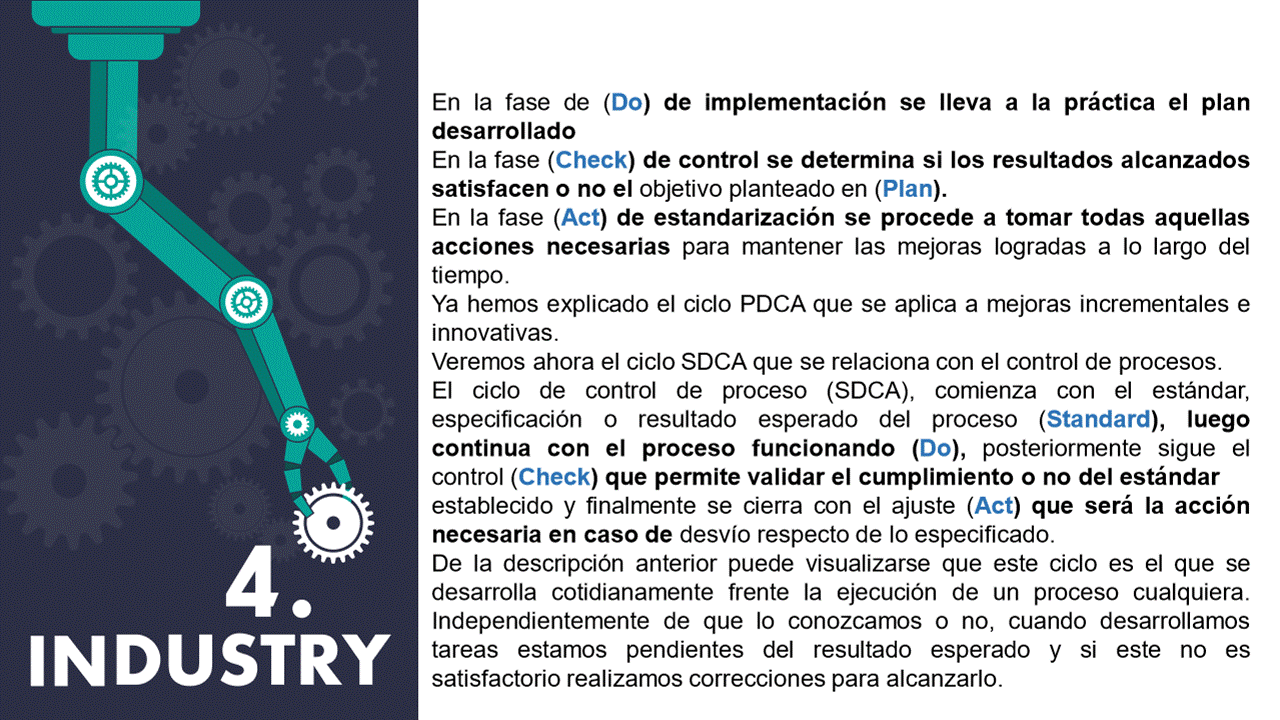 4.
INDUSTRY
En la fase de (Do) de implementación se lleva a la práctica el plan
desarrollado
En la fase (Check) de control se determina si los resultados alcanzados
satisfacen o no el objetivo planteado en (Plan).
En la fase (Act) de estandarización se procede a tomar todas aquellas
acciones necesarias para mantener las mejoras logradas a lo largo del
tiempo.
Ya hemos explicado el ciclo PDCA que se aplica a mejoras incrementales e
innovativas.
Veremos ahora el ciclo SDCA que se relaciona con el control de procesos.
El ciclo de control de proceso (SDCA), comienza con el estándar,
especificación o resultado esperado del proceso (Standard), luego
continua con el proceso funcionando (Do), posteriormente sigue el
control (Check) que permite validar el cumplimiento o no del estándar
establecido y finalmente se cierra con el ajuste (Act) que será la acción
necesaria en caso de desvío respecto de lo especificado.
De la descripción anterior puede visualizarse que este ciclo es el que se
desarrolla cotidianamente frente la ejecución de un proceso cualquiera.
Independientemente de que lo conozcamos o no, cuando desarrollamos
tareas estamos pendientes del resultado esperado y si este no es
satisfactorio realizamos correcciones para alcanzarlo.